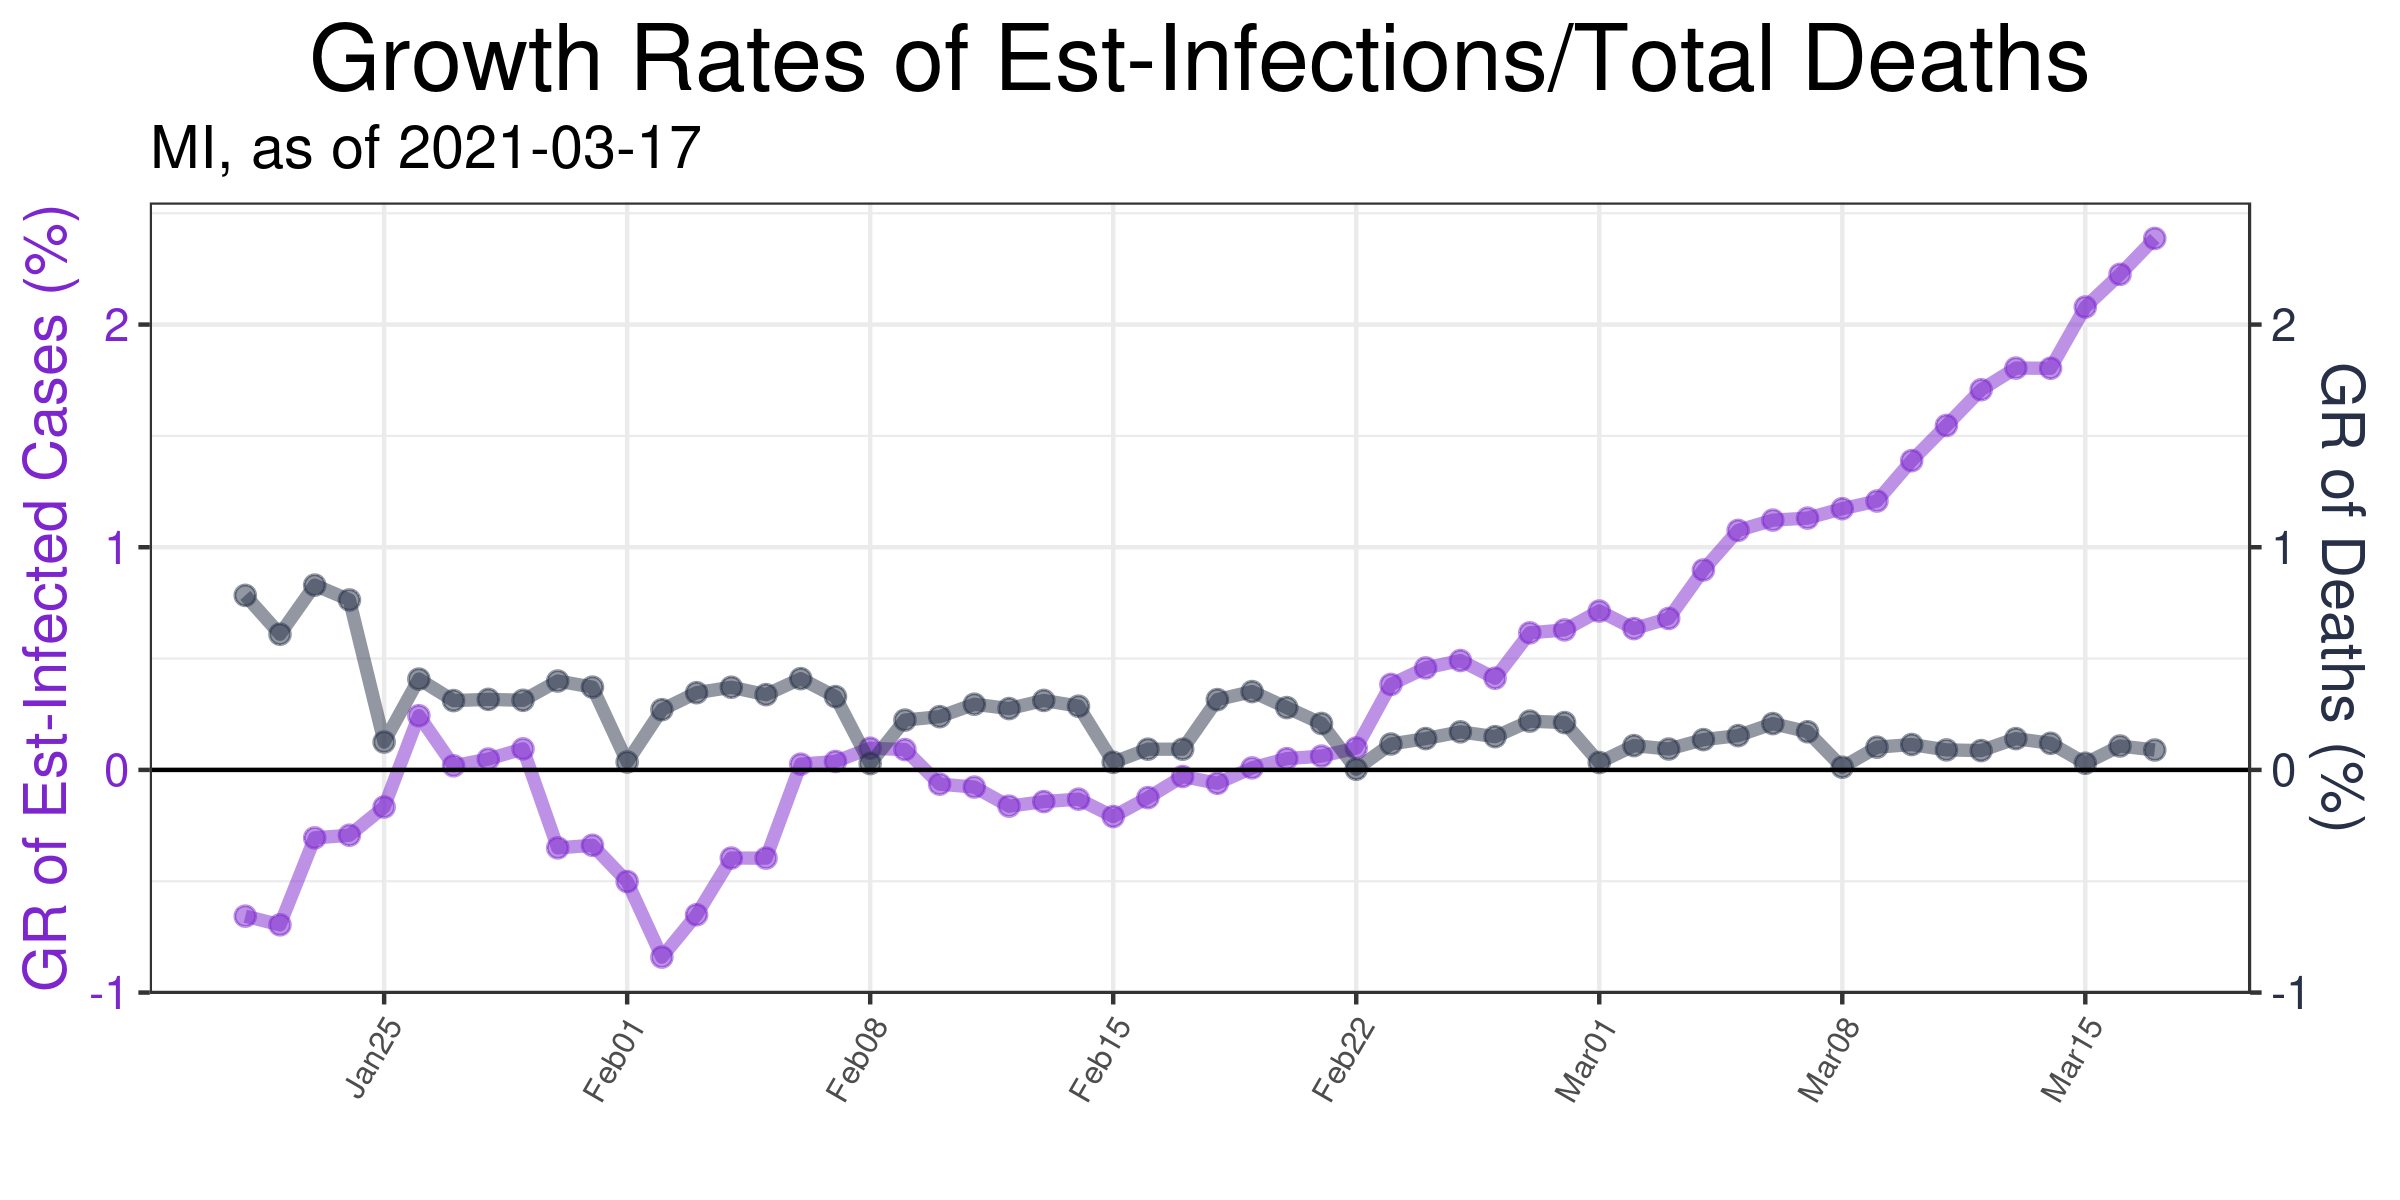 Growth Rates of Est-Infections/Total Deaths
MI, as of 2021-03-17
GR of Est-Infected Cases (%)
2
1
0
-1
2
1
0
-1
GR of Deaths (%)
Jan25
Feb01
Feb08
Feb15
Feb22
Mar01
Mar08
Mar15